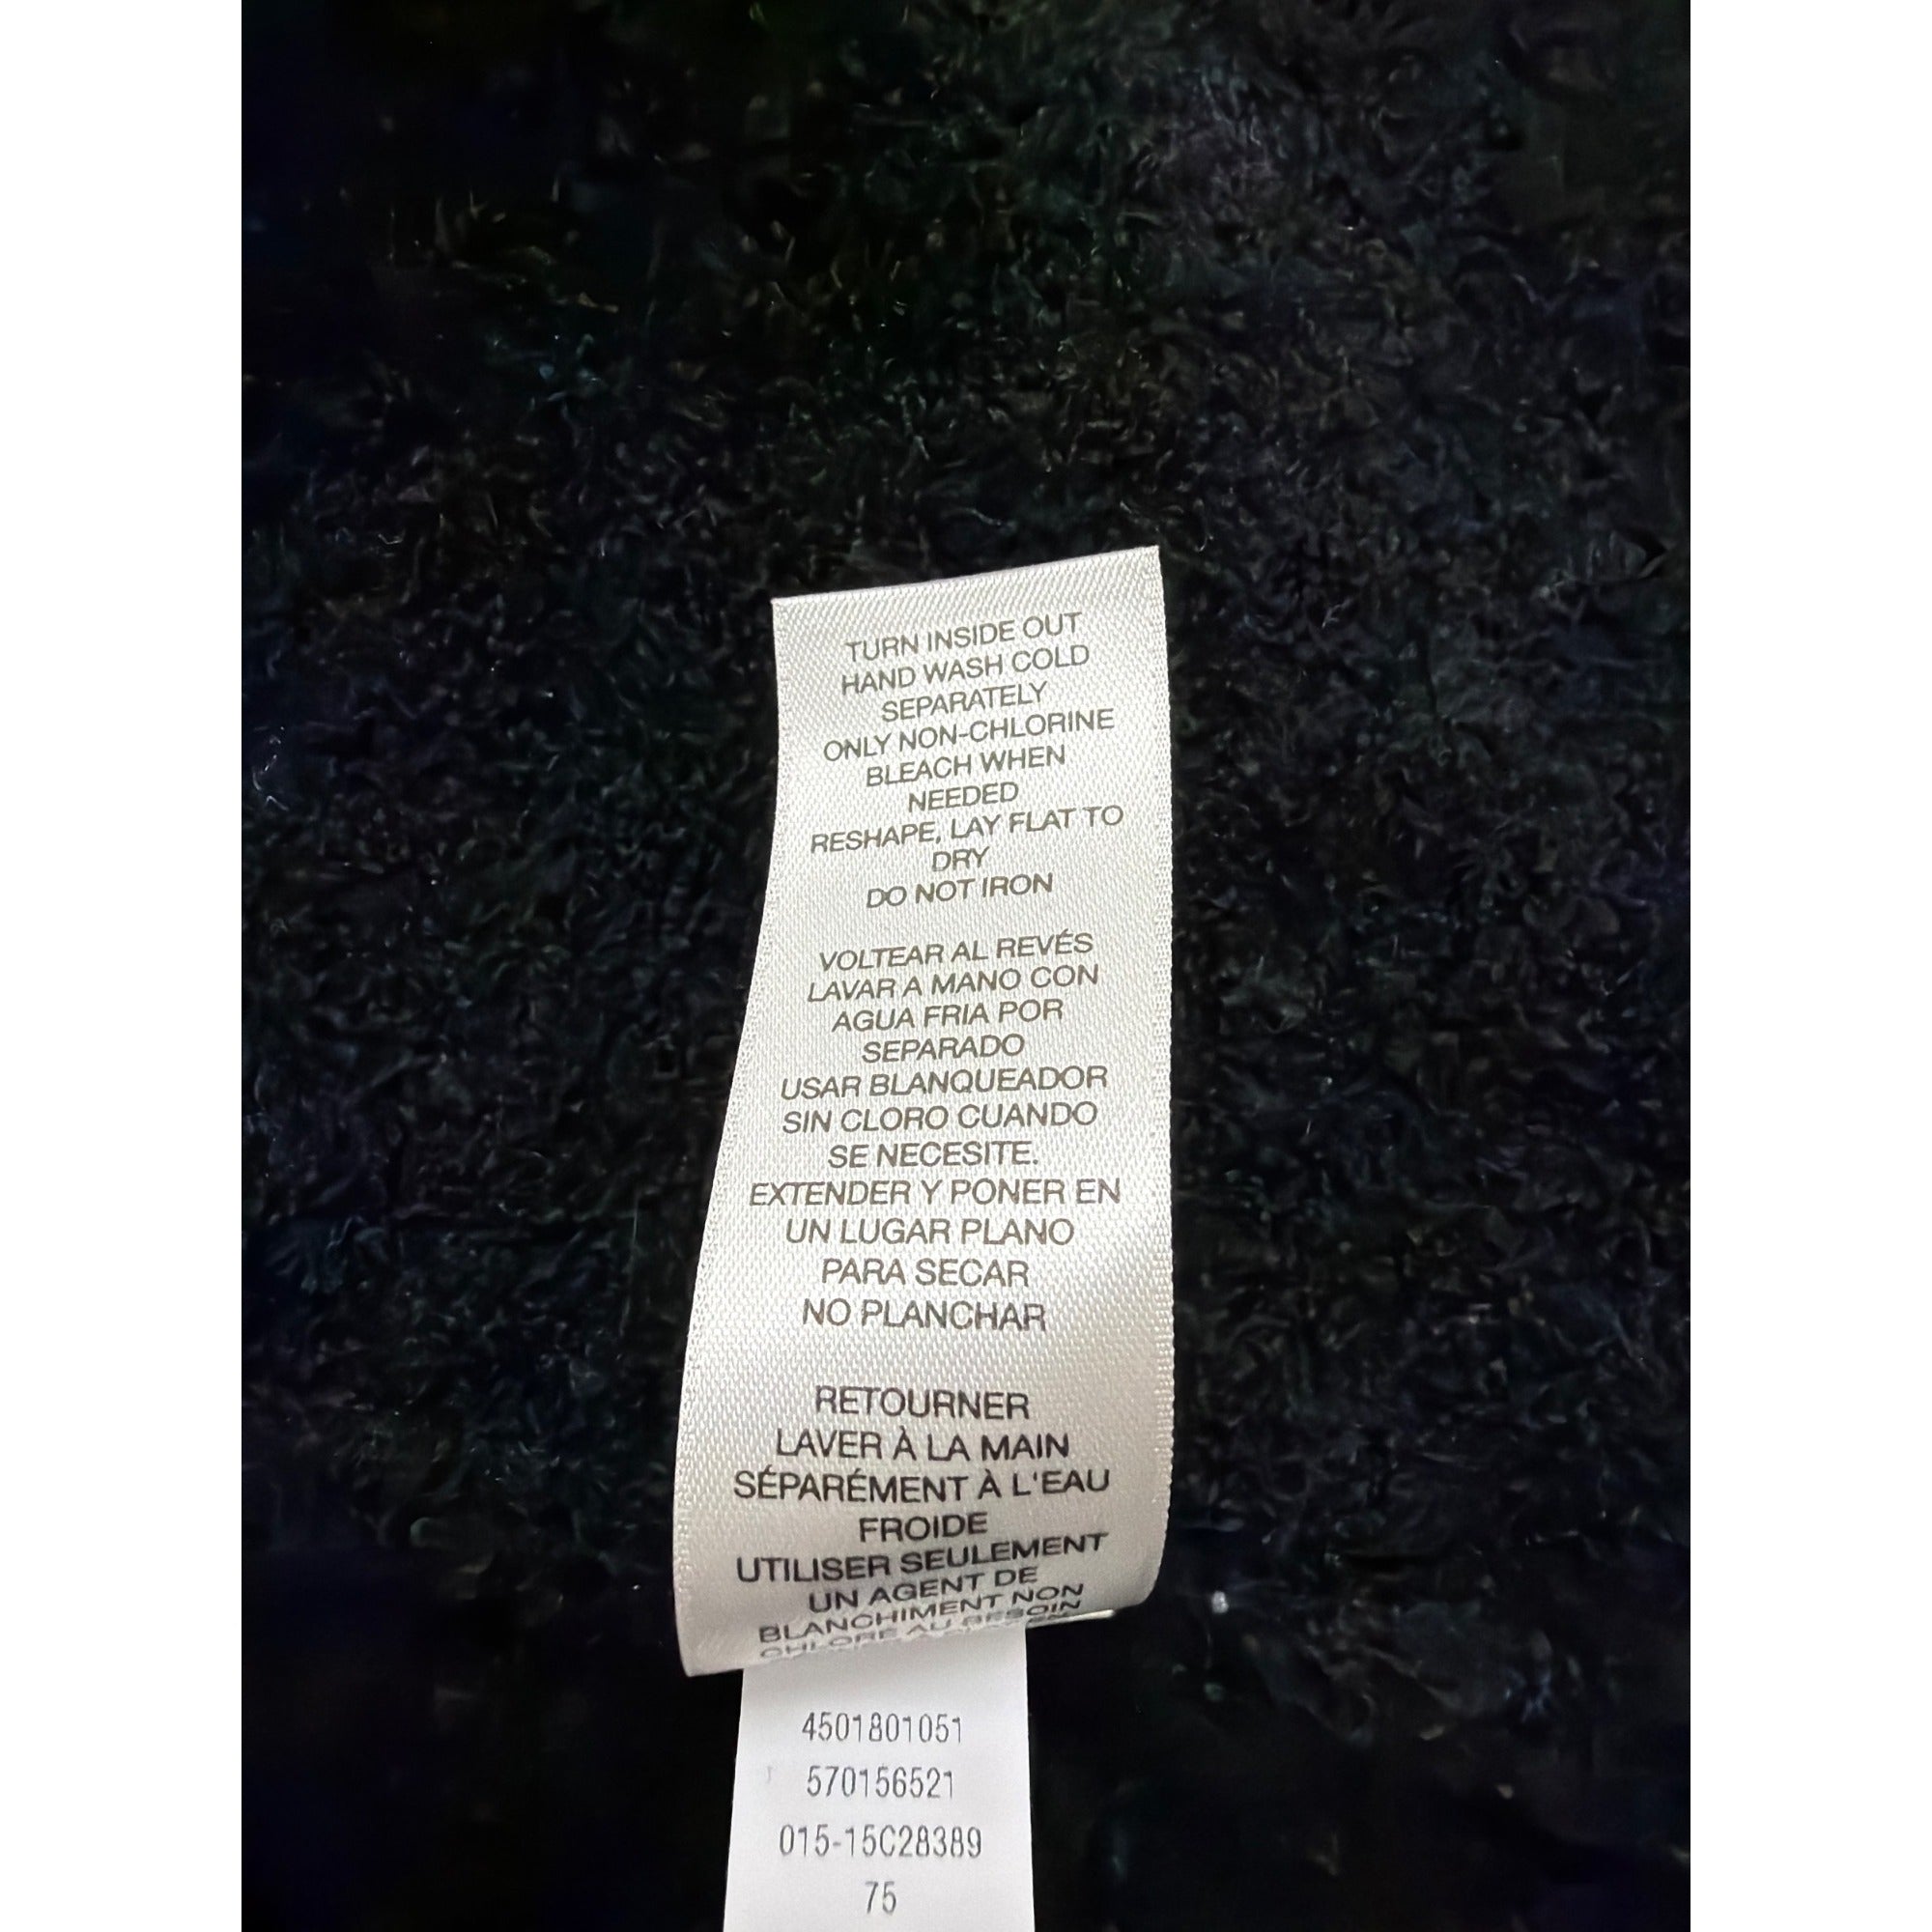 TURN INSIDE OUT
HAND WASH COLD
SEPARATELY
ONLY NON-CHLORINE
BLEACH WHEN
NEEDED
RESHAPE, LAY FLAT TO
DRY
DO NOT IRON
VOLTEAR AL REVÉS
LAVAR A MANO CON
AGUA FRIA POR
SEPARADO
USAR BLANQUEADOR
SIN CLORO CUANDO
SE NECESITE.
EXTENDER Y PONER EN
UN LUGAR PLANO
PARA SECAR
NO PLANCHAR
RETOURNER
LAVER À LA MAIN
SÉPARÉMENT À L'EAU
FROIDE
UTILISER SEULEMENT
UN AGENT DE
BLANCHIMENT NON
CHLORE AU BESOIN
4501801051
570156521
015-15C28389
75